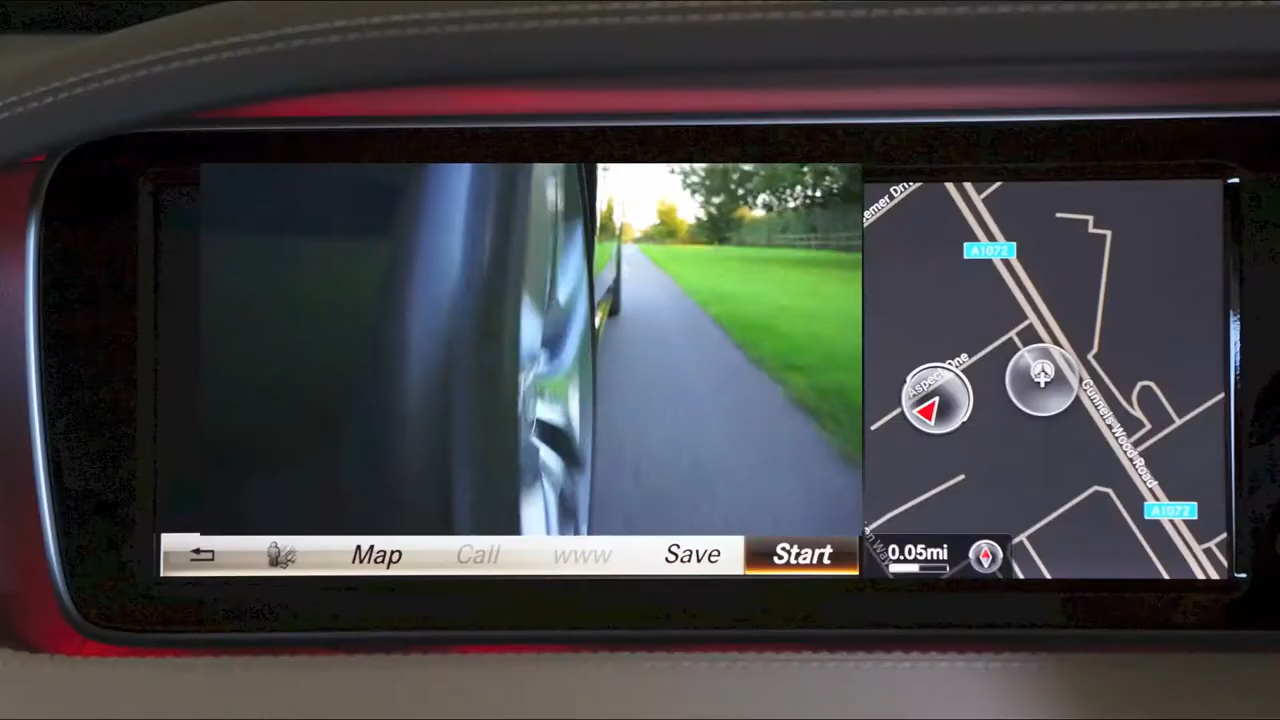 Map
Call
www
Save
Start
A1072
Aspect One
Gunnels Wood Road
A1072
0.05mi